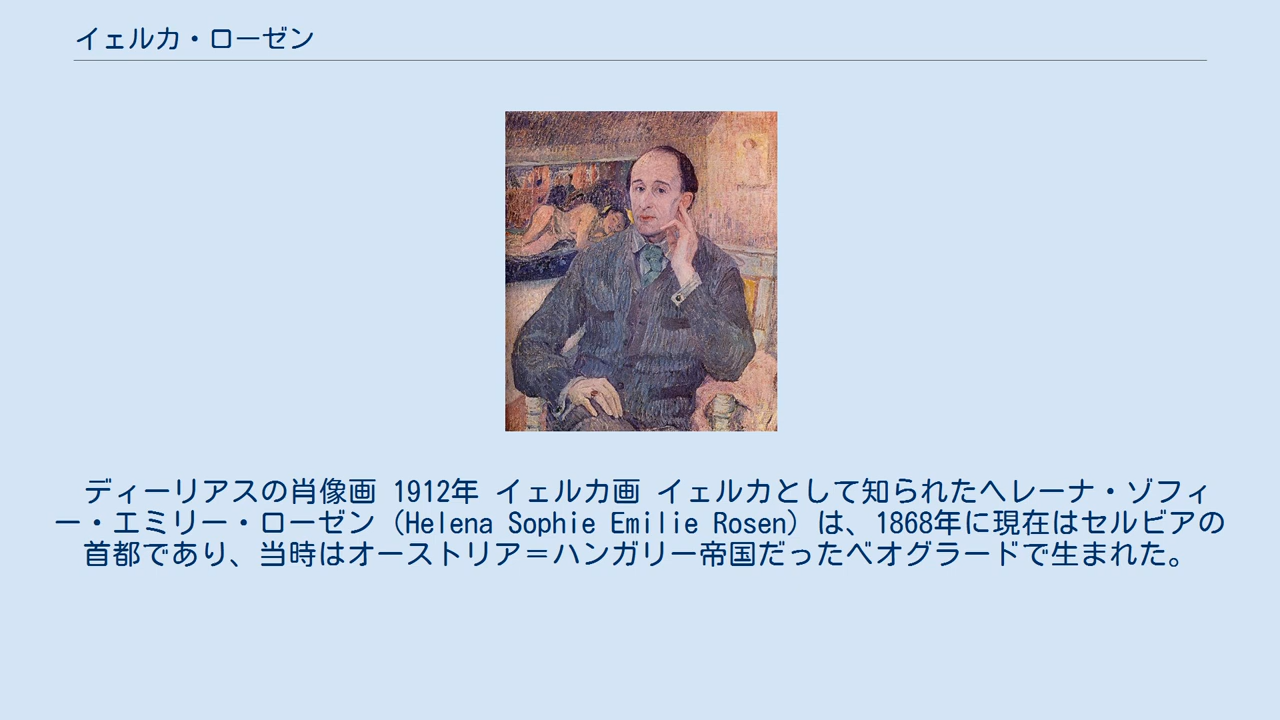 イェルカ・ローゼン
ディーリアスの肖像画 1912年 イェルカ画 イェルカとして知られたヘレーナ・ゾフィ
ー・エミリー・ローゼン（Helena Sophie Emilie Rosen）は、1868年に現在はセルビアの
首都であり、当時はオーストリア＝ハンガリー帝国だったベオグラードで生まれた。